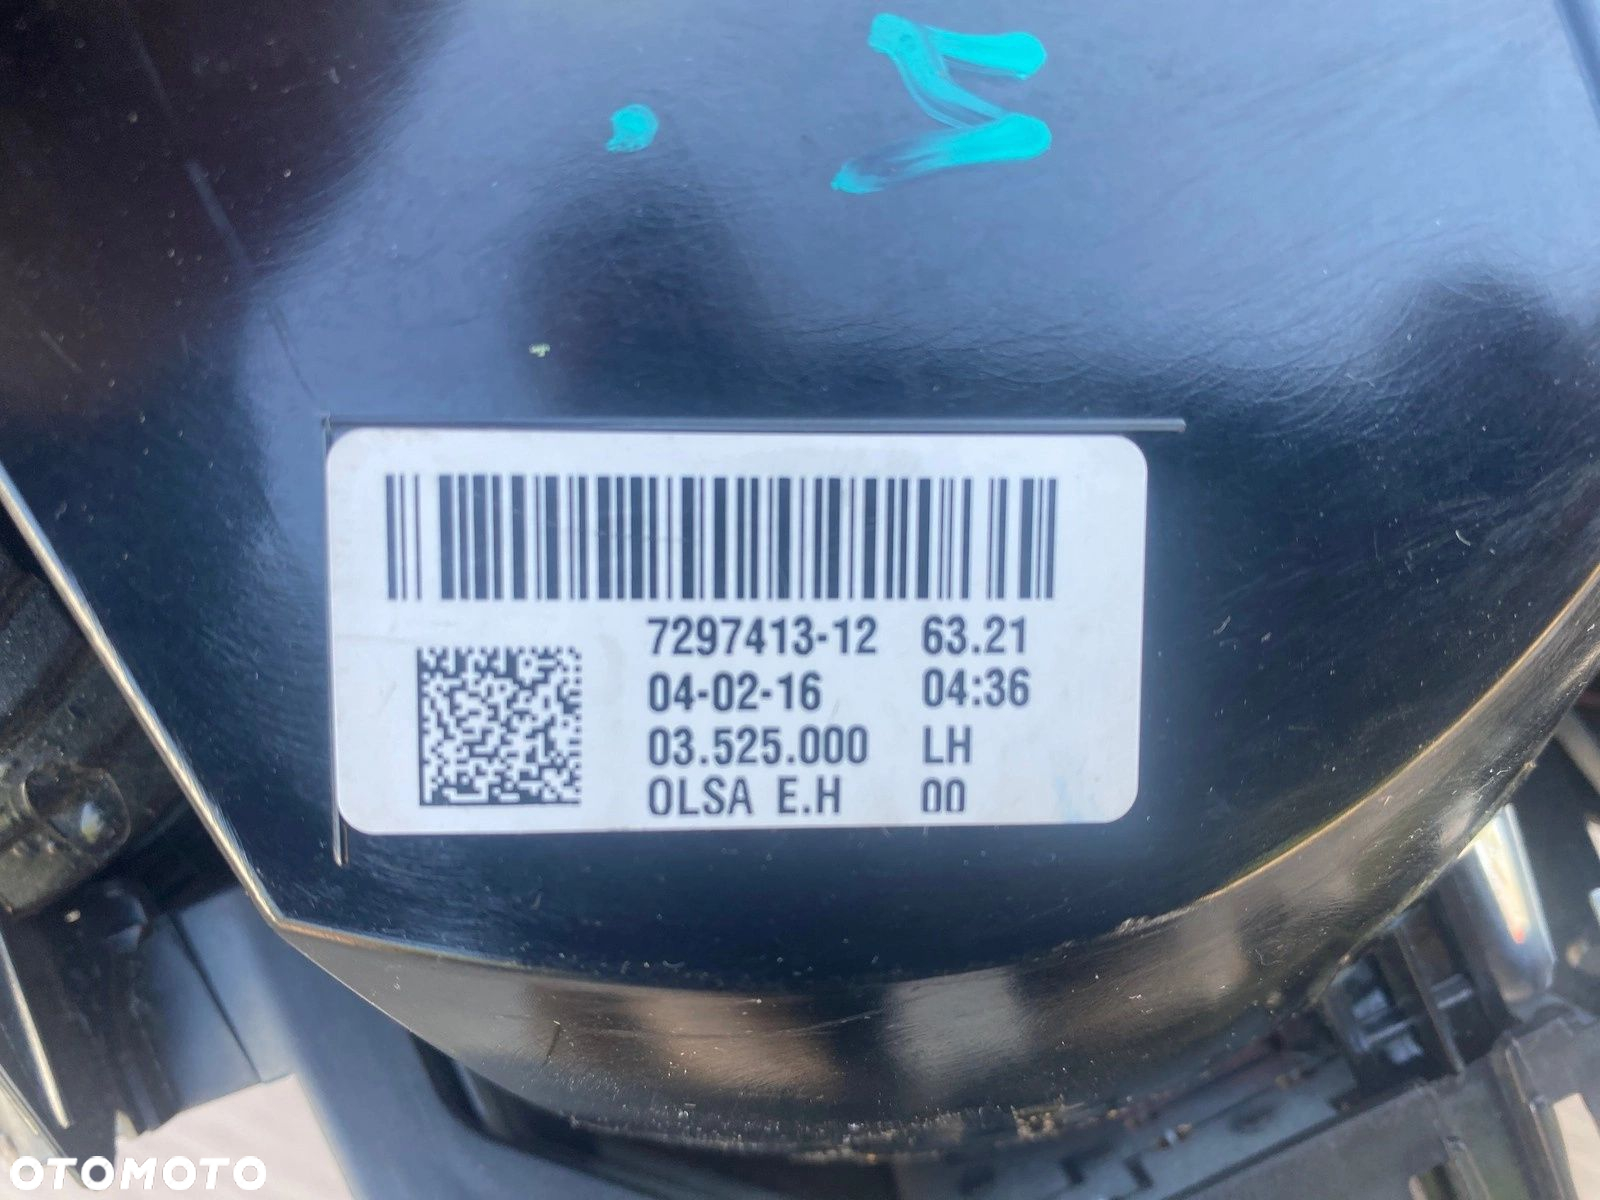 7297413-12 63.21
04-02-16 04:36
03.525.000 LH
OLSA E.H 00
OTOMOTO